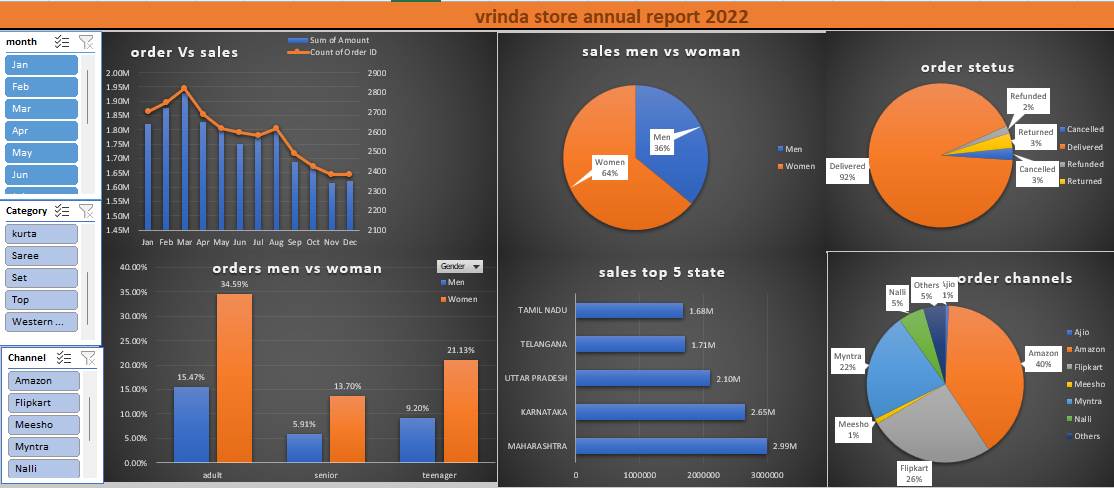 vrinda store annual report 2022
month
Jan
Feb
Mar
Apr
May
Jun
Category
kurta
Saree
Set
Top
Western ...
Channel
Amazon
Flipkart
Meesho
Myntra
Nalli
order Vs sales
Sum of Amount
Count of Order ID
2.00M
1.95M
1.90M
1.85M
1.80M
1.75M
1.70M
1.65M
1.60M
1.55M
1.50M
1.45M
2900
2800
2700
2600
2500
2400
2300
2200
2100
Jan Feb Mar Apr May Jun Jul Aug Sep Oct Nov Dec
sales men vs woman
Men
36%
Women
64%
Men
Women
order stetus
Refunded
2%
Returned
3%
Cancelled
3%
Delivered
92%
Cancelled
Delivered
Refunded
Returned
orders men vs woman
Gender
Men
Women
40.00%
35.00%
30.00%
25.00%
20.00%
15.00%
10.00%
5.00%
0.00%
15.47%
34.59%
5.91%
13.70%
9.20%
21.13%
adult senior teenager
sales top 5 state
TAMIL NADU 1.68M
TELANGANA 1.71M
UTTAR PRADESH 2.10M
KARNATAKA 2.65M
MAHARASHTRA 2.99M
0 1000000 2000000 3000000
order channels
Ajio
1%
Others
5%
Nalli
5%
Myntra
22%
Meesho
1%
Flipkart
26%
Amazon
40%
Ajio
Amazon
Flipkart
Meesho
Myntra
Nalli
Others